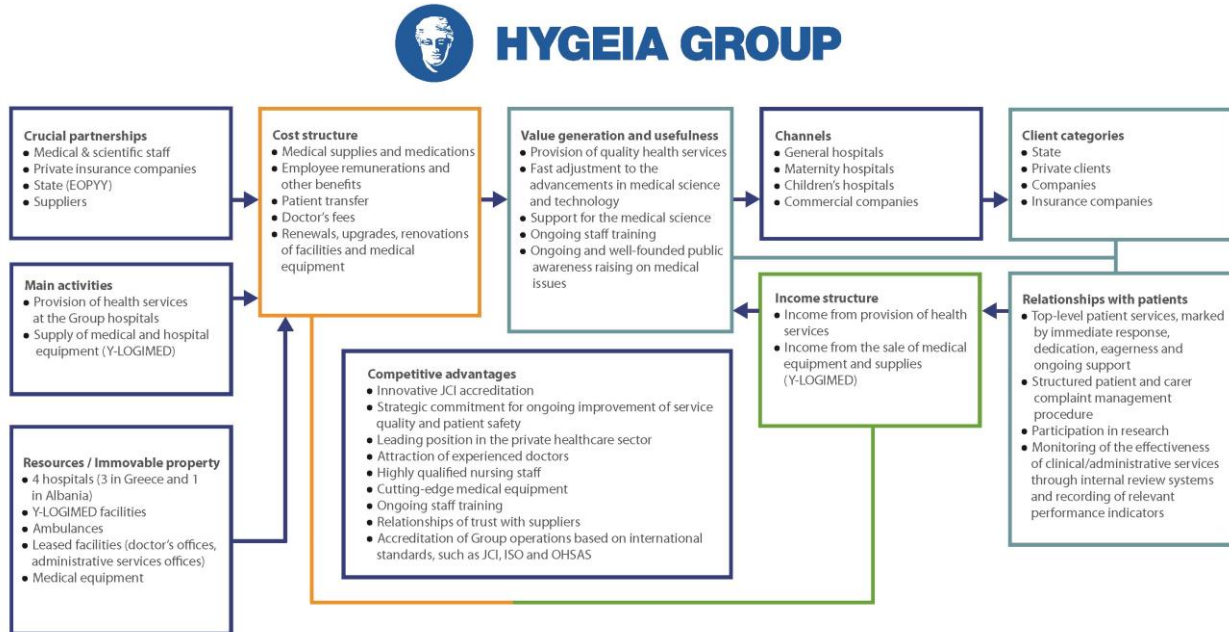 HYGEIA GROUP
Crucial partnerships
● Medical & scientific staff
● Private insurance companies
● State (EOPYY)
● Suppliers
Main activities
● Provision of health services
at the Group hospitals
● Supply of medical and hospital
equipment (Y-LOGIMED)
Resources / Immovable property
● 4 hospitals (3 in Greece and 1
in Albania)
● Y-LOGIMED facilities
● Ambulances
● Leased facilities (doctor's offices,
administrative services offices)
● Medical equipment
Cost structure
● Medical supplies and medications
● Employee remunerations and
other benefits
● Patient transfer
● Doctor's fees
● Renewals, upgrades, renovations
of facilities and medical
equipment
Value generation and usefulness
● Provision of quality health services
● Fast adjustment to the
advancements in medical science
and technology
● Support for the medical science
● Ongoing staff training
● Ongoing and well-founded public
awareness raising on medical
issues
Channels
● General hospitals
● Maternity hospitals
● Children's hospitals
● Commercial companies
Client categories
● State
● Private clients
● Companies
● Insurance companies
Income structure
● Income from provision of health
services
● Income from the sale of medical
equipment and supplies
(Y-LOGIMED)
Relationships with patients
● Top-level patient services, marked
by immediate response,
dedication, eagerness and
ongoing support
● Structured patient and carer
complaint management
procedure
● Participation in research
● Monitoring of the effectiveness
of clinical/administrative services
through internal review systems
and recording of relevant
performance indicators
Competitive advantages
● Innovative JCI accreditation
● Strategic commitment for ongoing improvement of service
quality and patient safety
● Leading position in the private healthcare sector
● Attraction of experienced doctors
● Highly qualified nursing staff
● Cutting-edge medical equipment
● Ongoing staff training
● Relationships of trust with suppliers
● Accreditation of Group operations based on international
standards, such as JCI, ISO and OHSAS